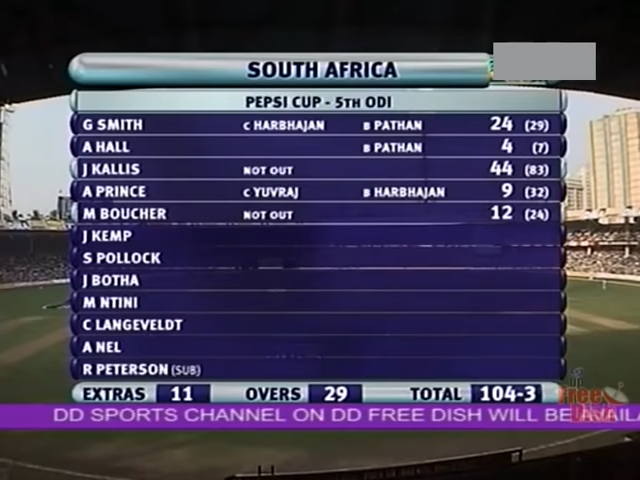 SOUTH AFRICA
PEPSI CUP - 5TH ODI
G SMITH C HARBHAJAN B PATHAN 24 (29)
A HALL B PATHAN 4 (7)
J KALLIS NOT OUT 44 (83)
A PRINCE C YUVRAJ B HARBHAJAN 9 (32)
M BOUCHER NOT OUT 12 (24)
J KEMP
S POLLOCK
J BOTHA
M NTINI
C LANGEVELDT
A NEL
R PETERSON (SUB)
EXTRAS 11 OVERS 29 TOTAL 104-3
Free
Dish
DD SPORTS CHANNEL ON DD FREE DISH WILL BE AVAILA